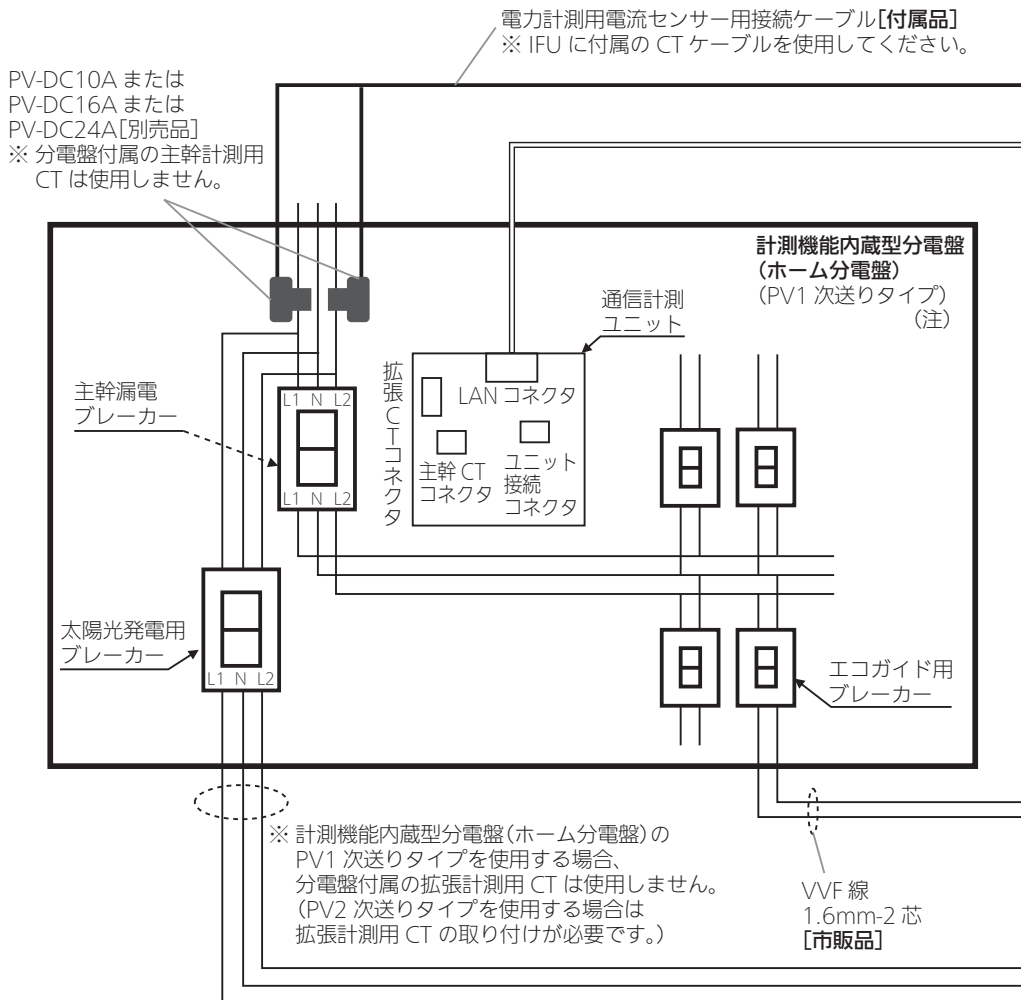 電力計測用電流センサー用接続ケーブル[付属品]
※ IFU に付属の CT ケーブルを使用してください。
PV-DC10A または
PV-DC16A または
PV-DC24A[別売品]
※ 分電盤付属の主幹計測用
CT は使用しません。
計測機能内蔵型分電盤
(ホーム分電盤)
(PV1 次送りタイプ)
(注)
通信計測
ユニット
主幹漏電
ブレーカー
L1 N L2
L1 N L2
拡張CTコネクタ
LAN コネクタ
主幹 CT
コネクタ
ユニット
接続
コネクタ
太陽光発電用
ブレーカー
L1 N L2
エコガイド用
ブレーカー
※ 計測機能内蔵型分電盤(ホーム分電盤)の
PV1 次送りタイプを使用する場合、
分電盤付属の拡張計測用 CT は使用しません。
(PV2 次送りタイプを使用する場合は
拡張計測用 CT の取り付けが必要です。)
VVF 線
1.6mm-2 芯
[市販品]